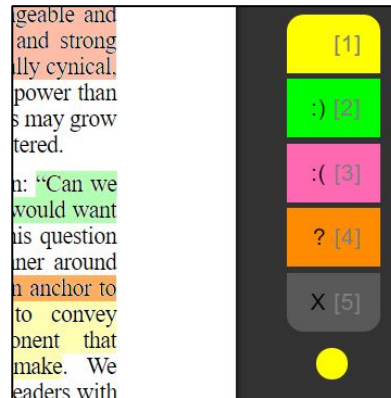 geable and
and strong
lly cynical,
power than
s may grow
tered.
n: “Can we
would want
his question
ner around
n anchor to
to convey
onent that
make. We
eaders with
[1]
:) [2]
:( [3]
? [4]
X [5]